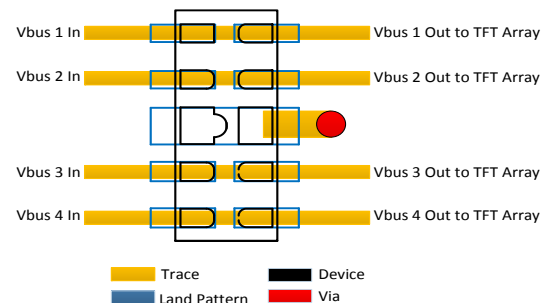 Vbus 1 In Vbus 1 Out to TFT Array
Vbus 2 In Vbus 2 Out to TFT Array
Vbus 3 In Vbus 3 Out to TFT Array
Vbus 4 In Vbus 4 Out to TFT Array
Trace Device
Land Pattern Via